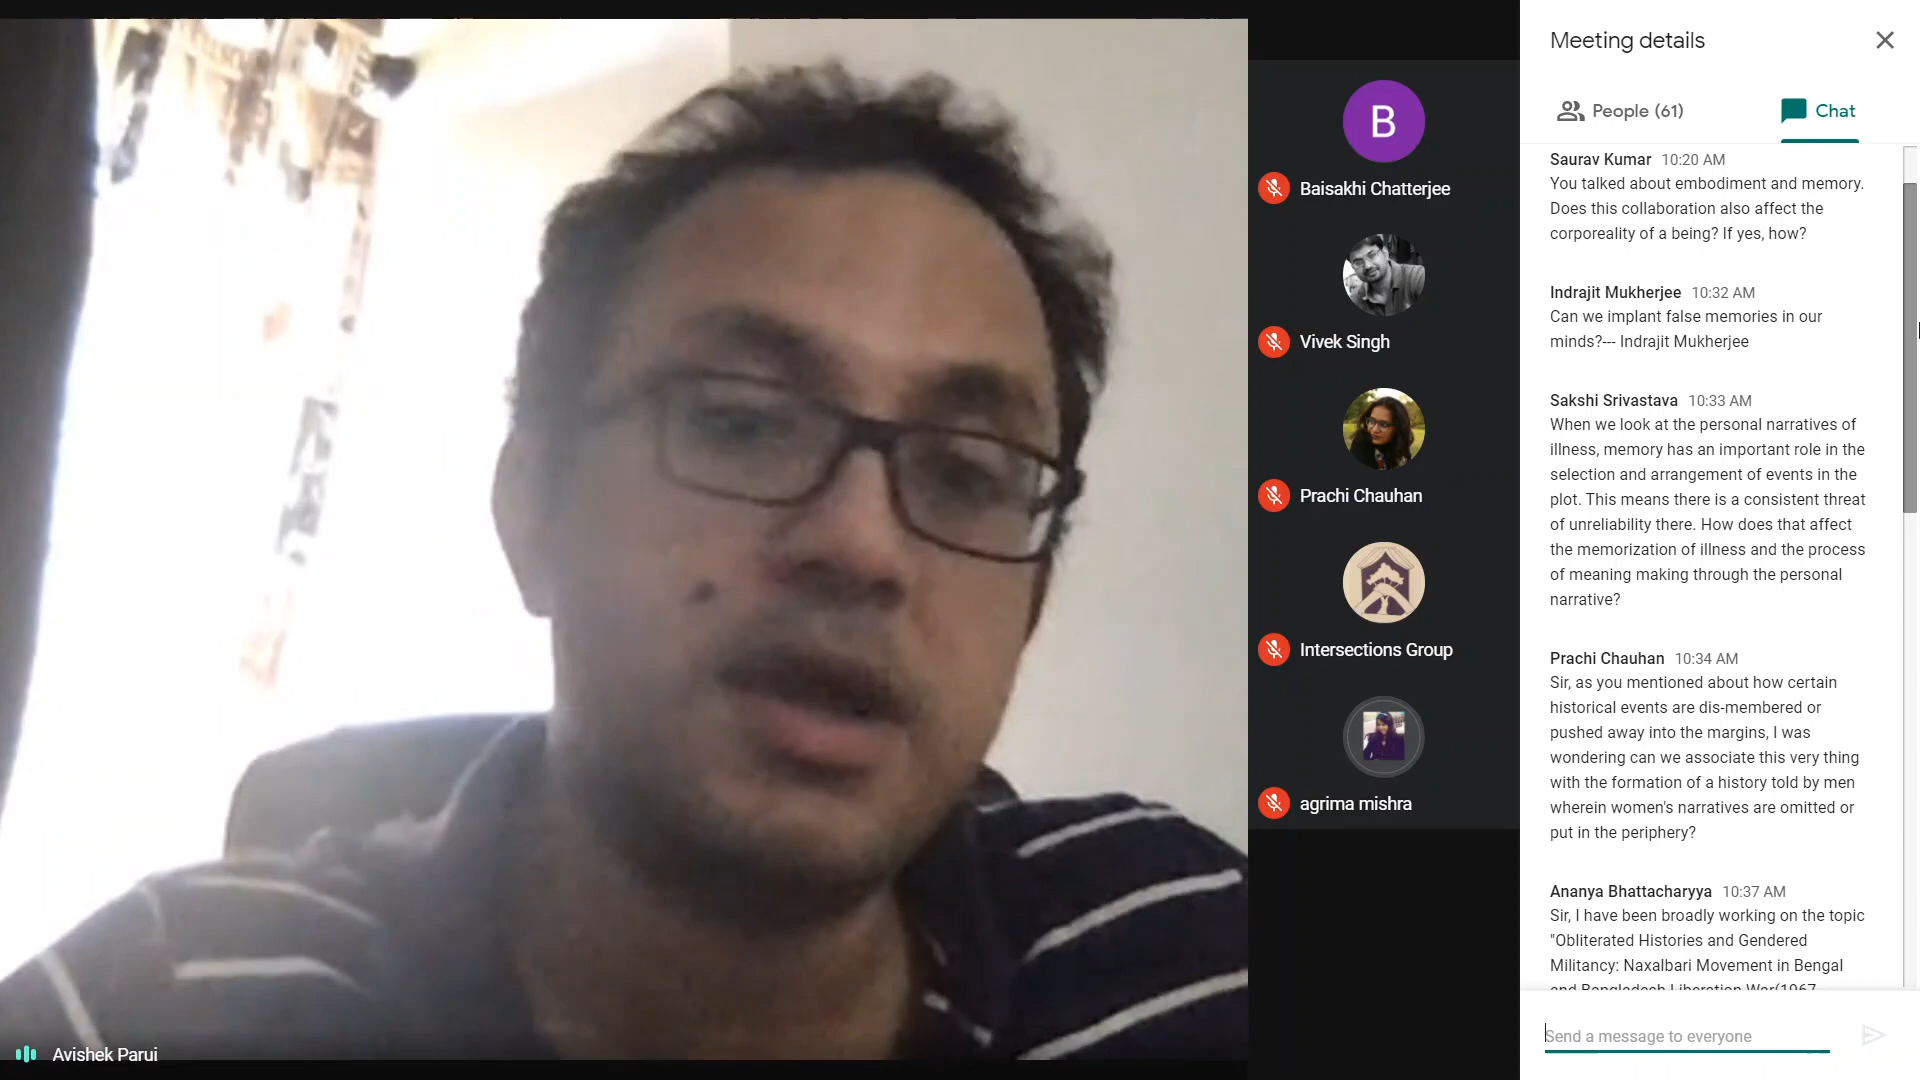 Avishek Parui
B
Baisakhi Chatterjee
Vivek Singh
Prachi Chauhan
Intersections Group
agrima mishra
Meeting details
People (61)
Chat
Saurav Kumar 10:20 AM
You talked about embodiment and memory.
Does this collaboration also affect the
corporeality of a being? If yes, how?
Indrajit Mukherjee 10:32 AM
Can we implant false memories in our
minds?--- Indrajit Mukherjee
Sakshi Srivastava 10:33 AM
When we look at the personal narratives of
illness, memory has an important role in the
selection and arrangement of events in the
plot. This means there is a consistent threat
of unreliability there. How does that affect
the memorization of illness and the process
of meaning making through the personal
narrative?
Prachi Chauhan 10:34 AM
Sir, as you mentioned about how certain
historical events are dis-membered or
pushed away into the margins, I was
wondering can we associate this very thing
with the formation of a history told by men
wherein women's narratives are omitted or
put in the periphery?
Ananya Bhattacharyya 10:37 AM
Sir, I have been broadly working on the topic
"Obliterated Histories and Gendered
Militancy: Naxalbari Movement in Bengal
and Bangladesh Liberation War(1967
Send a message to everyone